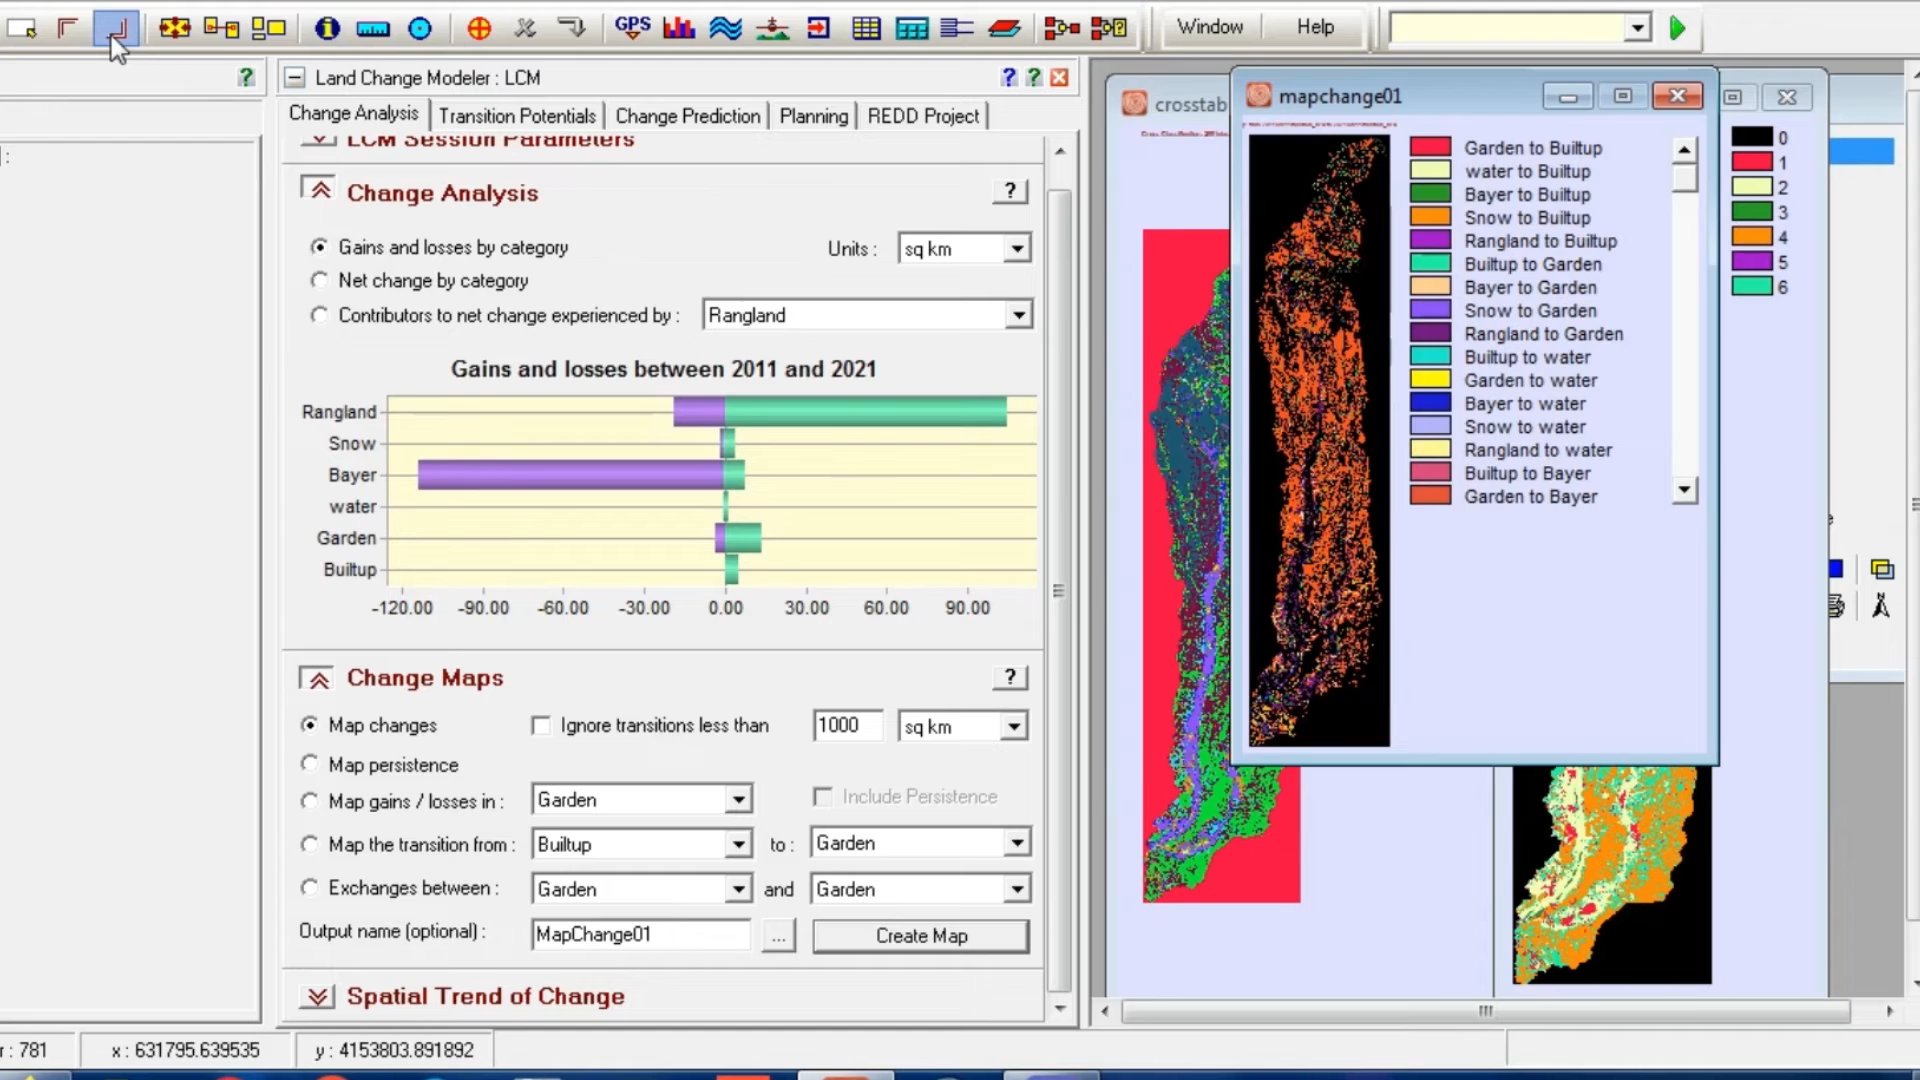 GPS
Window
Help
Land Change Modeler : LCM
? ?
Change Analysis
Transition Potentials
Change Prediction
Planning
REDD Project
LCM Session Parameters
Change Analysis
?
Gains and losses by category
Units :
sq km
Net change by category
Contributors to net change experienced by :
Rangland
Gains and losses between 2011 and 2021
Rangland
Snow
Bayer
water
Garden
Builtup
-120.00 -90.00 -60.00 -30.00 0.00 30.00 60.00 90.00
Change Maps
?
Map changes
Ignore transitions less than
1000
sq km
Map persistence
Map gains / losses in :
Garden
Include Persistence
Map the transition from :
Builtup
to :
Garden
Exchanges between :
Garden
and
Garden
Output name (optional) :
MapChange01
...
Create Map
Spatial Trend of Change
crosstab
mapchange01
Garden to Builtup
water to Builtup
Bayer to Builtup
Snow to Builtup
Rangland to Builtup
Builtup to Garden
Bayer to Garden
Snow to Garden
Rangland to Garden
Builtup to water
Garden to water
Bayer to water
Snow to water
Rangland to water
Builtup to Bayer
Garden to Bayer
0
1
2
3
4
5
6
r : 781
x : 631795.639535
y : 4153803.891892